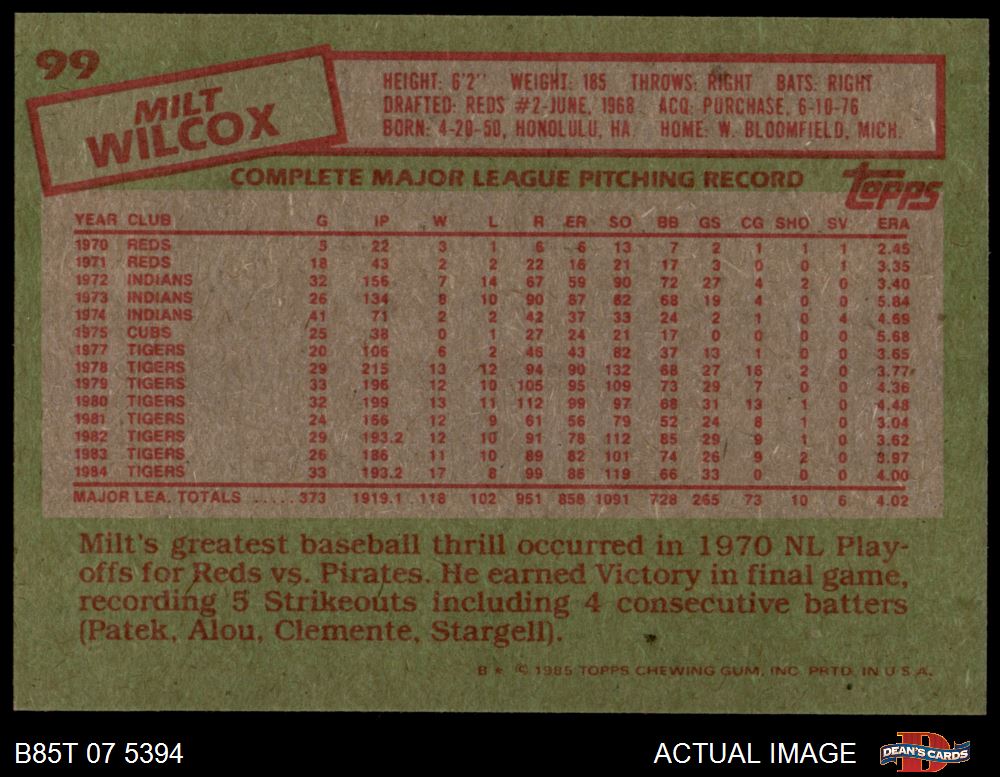 99
MILT
WILCOX
HEIGHT: 6'2" WEIGHT: 185 THROWS: RIGHT BATS: RIGHT
DRAFTED: REDS #2-JUNE, 1968 ACQ: PURCHASE, 6-10-76
BORN: 4-20-50, HONOLULU, HA. HOME: W. BLOOMFIELD, MICH.
COMPLETE MAJOR LEAGUE PITCHING RECORD
topps
YEAR CLUB G IP W L R ER SO BB GS CG SHO SV ERA
1970 REDS 5 22 3 1 6 6 13 7 2 1 1 1 2.45
1971 REDS 18 43 2 2 22 16 21 17 3 0 0 1 3.35
1972 INDIANS 32 156 7 14 67 59 90 72 27 4 2 0 3.40
1973 INDIANS 26 134 8 10 90 87 82 68 19 4 0 0 5.84
1974 INDIANS 41 71 2 2 42 37 33 24 2 1 0 4 4.69
1975 CUBS 25 38 0 1 27 24 21 17 0 0 0 0 5.68
1977 TIGERS 20 106 6 2 46 43 82 37 13 1 0 0 3.65
1978 TIGERS 29 215 13 12 94 90 132 68 27 16 2 0 3.77
1979 TIGERS 33 196 12 10 105 95 109 73 29 7 0 0 4.36
1980 TIGERS 32 199 13 11 112 99 97 68 31 13 1 0 4.48
1981 TIGERS 24 166 12 9 61 56 79 52 24 8 1 0 3.04
1982 TIGERS 29 193.2 12 10 91 78 112 85 29 9 1 0 3.62
1983 TIGERS 26 186 11 10 89 82 101 74 26 9 2 0 3.97
1984 TIGERS 33 193.2 17 8 99 86 119 66 33 0 0 0 4.00
MAJOR LEA. TOTALS ..... 373 1919.1 118 102 951 858 1091 728 265 73 10 6 4.02
Milt's greatest baseball thrill occurred in 1970 NL Play-
offs for Reds vs. Pirates. He earned Victory in final game,
recording 5 Strikeouts including 4 consecutive batters
(Patek, Alou, Clemente, Stargell).
B * © 1985 TOPPS CHEWING GUM, INC. PRTD. IN U.S.A.
B85T 07 5394
ACTUAL IMAGE
D
DEAN'S CARDS